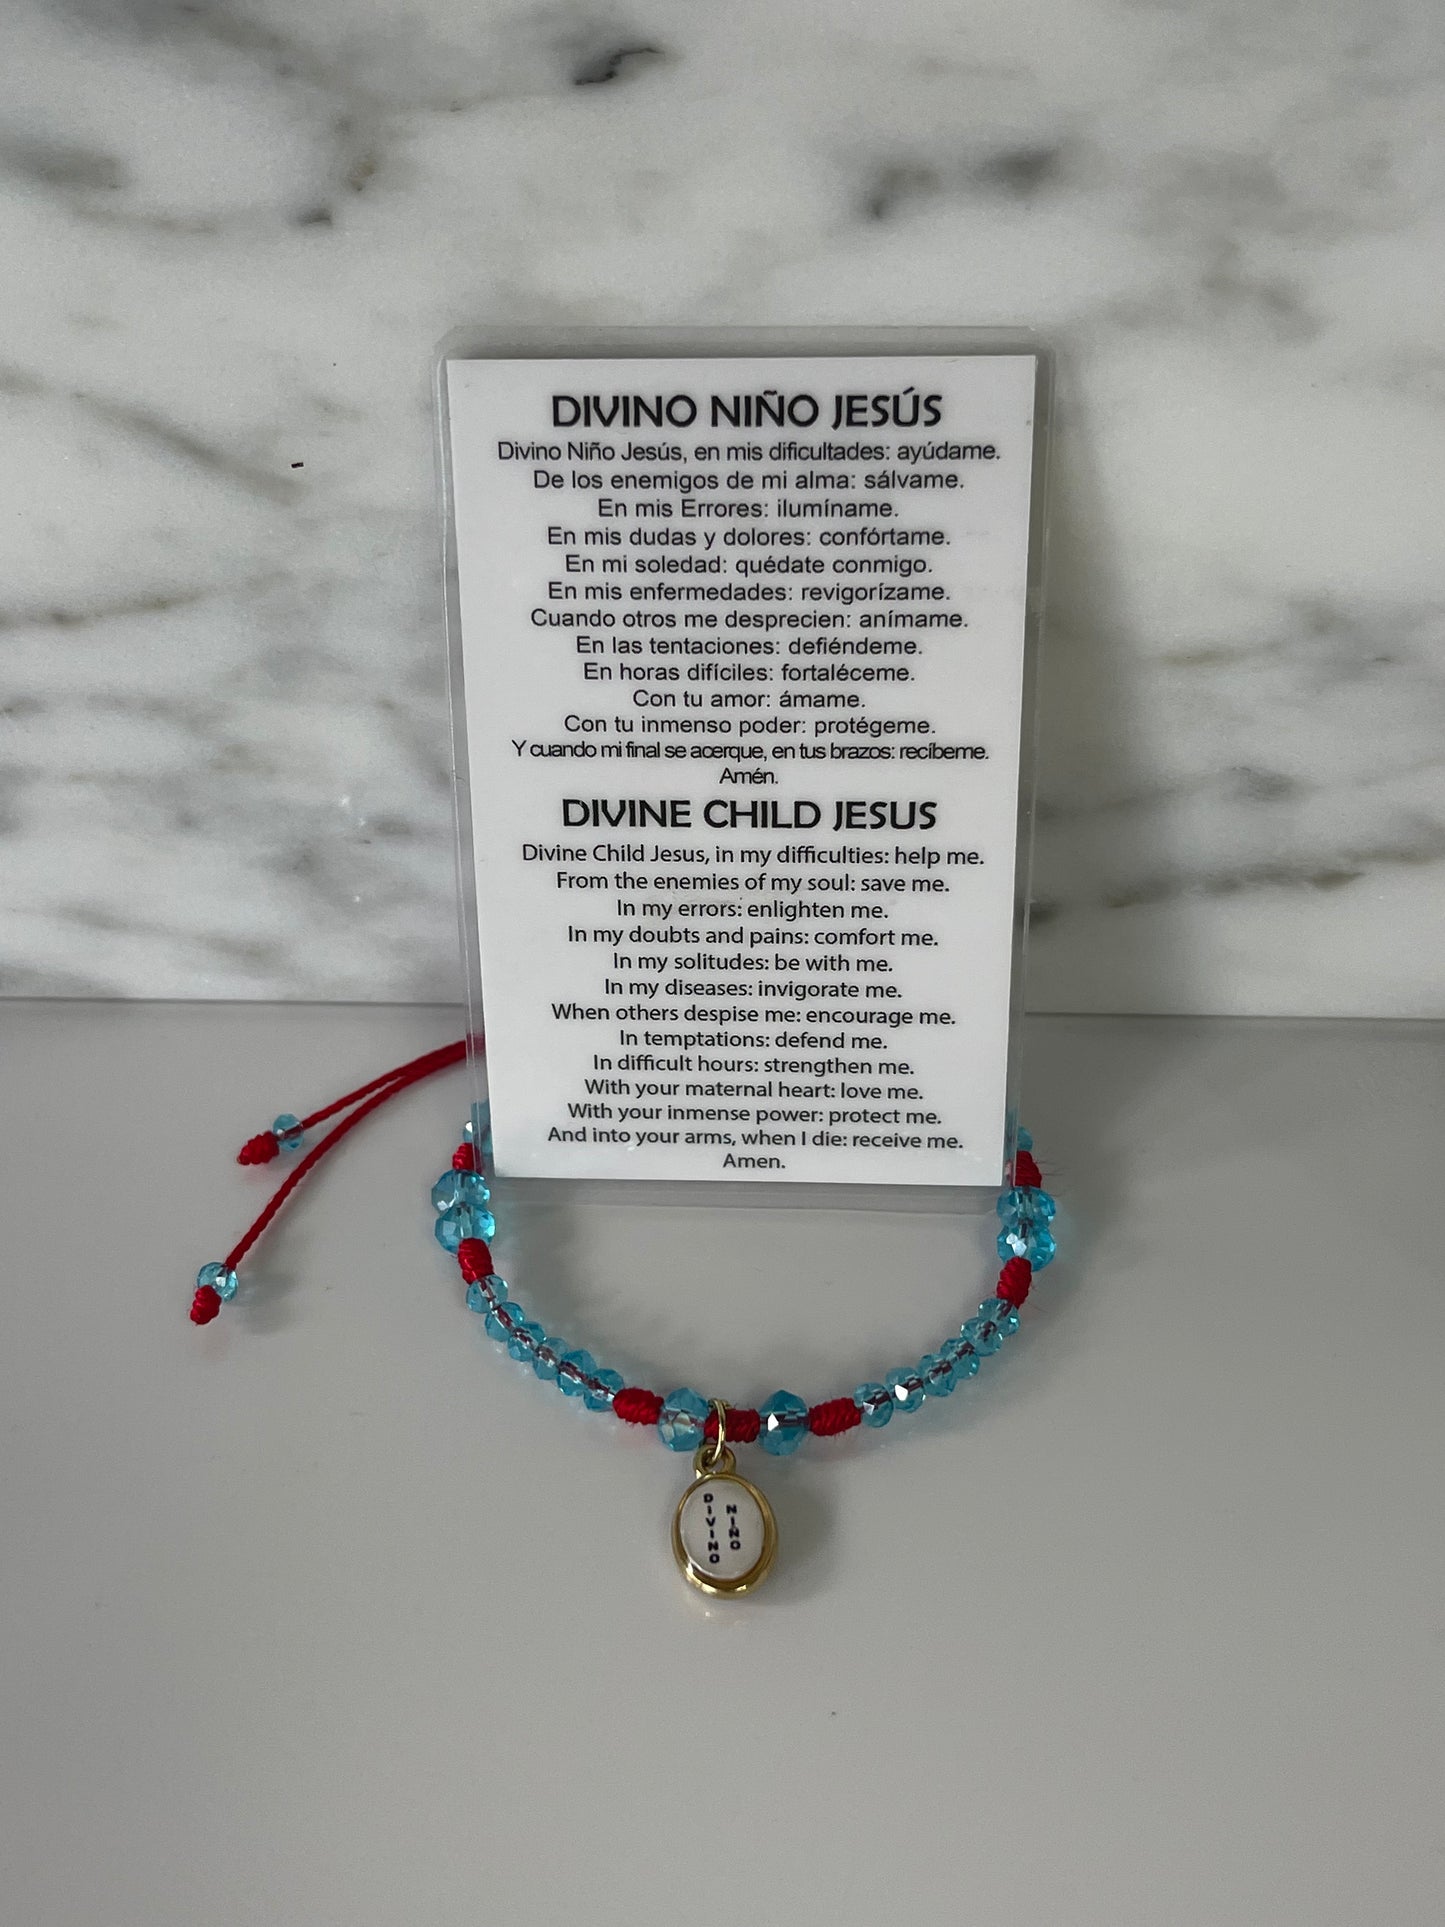 DIVINO NIÑO JESÚS
Divino Niño Jesús, en mis dificultades: ayúdame.
De los enemigos de mi alma: sálvame.
En mis Errores: ilumíname.
En mis dudas y dolores: confórtame.
En mi soledad: quédate conmigo.
En mis enfermedades: revigorízame.
Cuando otros me desprecien: anímame.
En las tentaciones: defiéndeme.
En horas difíciles: fortaléceme.
Con tu amor: ámame.
Con tu inmenso poder: protégeme.
Y cuando mi final se acerque, en tus brazos: recíbeme.
Amén.
DIVINE CHILD JESUS
Divine Child Jesus, in my difficulties: help me.
From the enemies of my soul: save me.
In my errors: enlighten me.
In my doubts and pains: comfort me.
In my solitudes: be with me.
In my diseases: invigorate me.
When others despise me: encourage me.
In temptations: defend me.
In difficult hours: strengthen me.
With your maternal heart: love me.
With your inmense power: protect me.
And into your arms, when I die: receive me.
Amen.
DIVINO
NIÑO